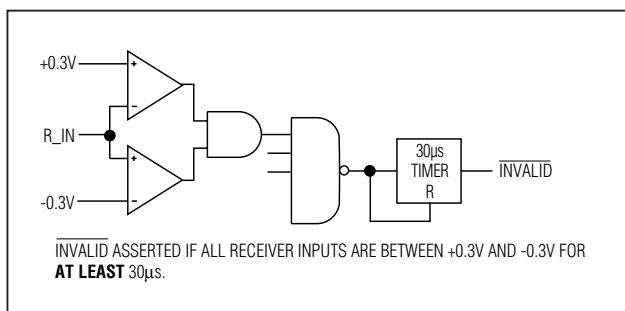 +0.3V
R_IN
-0.3V
30µs
TIMER
R
INVALID
INVALID ASSERTED IF ALL RECEIVER INPUTS ARE BETWEEN +0.3V AND -0.3V FOR
AT LEAST 30µs.